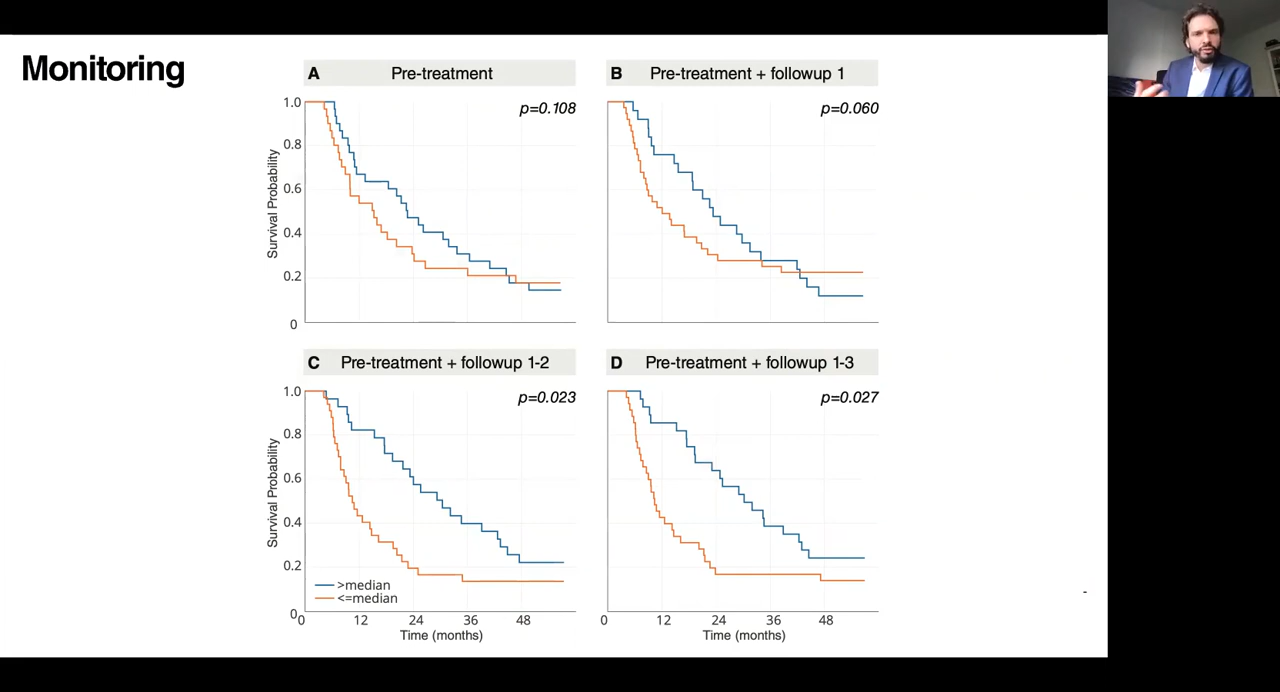 Monitoring
A Pre-treatment
p=0.108
1.0
0.8
0.6
0.4
0.2
0
Survival Probability
B Pre-treatment + followup 1
p=0.060
C Pre-treatment + followup 1-2
p=0.023
1.0
0.8
0.6
0.4
0.2
0
Survival Probability
>median
<=median
0 12 24 36 48
Time (months)
D Pre-treatment + followup 1-3
p=0.027
0 12 24 36 48
Time (months)
-